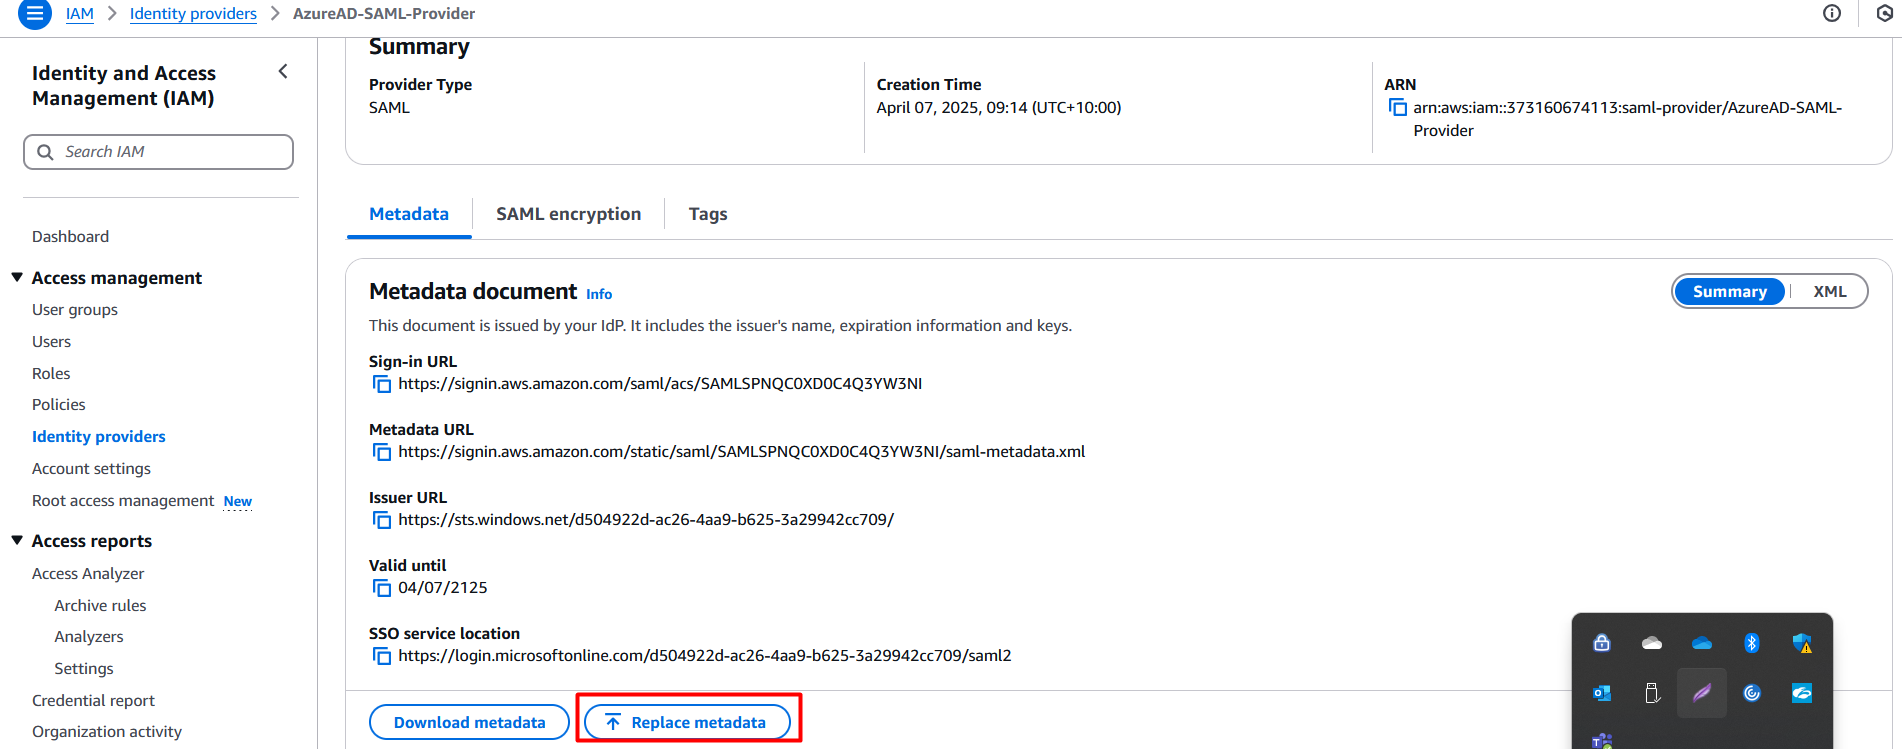 IAM > Identity providers > AzureAD-SAML-Provider
Identity and Access
Management (IAM)
Search IAM
Dashboard
Access management
User groups
Users
Roles
Policies
Identity providers
Account settings
Root access management New
Access reports
Access Analyzer
Archive rules
Analyzers
Settings
Credential report
Organization activity
Summary
Provider Type
SAML
Creation Time
April 07, 2025, 09:14 (UTC+10:00)
ARN
arn:aws:iam::373160674113:saml-provider/AzureAD-SAML-
Provider
Metadata
SAML encryption
Tags
Metadata document Info
Summary
XML
This document is issued by your IdP. It includes the issuer's name, expiration information and keys.
Sign-in URL
https://signin.aws.amazon.com/saml/acs/SAMLSPNQC0XD0C4Q3YW3NI
Metadata URL
https://signin.aws.amazon.com/static/saml/SAMLSPNQC0XD0C4Q3YW3NI/saml-metadata.xml
Issuer URL
https://sts.windows.net/d504922d-ac26-4aa9-b625-3a29942cc709/
Valid until
04/07/2125
SSO service location
https://login.microsoftonline.com/d504922d-ac26-4aa9-b625-3a29942cc709/saml2
Download metadata
Replace metadata